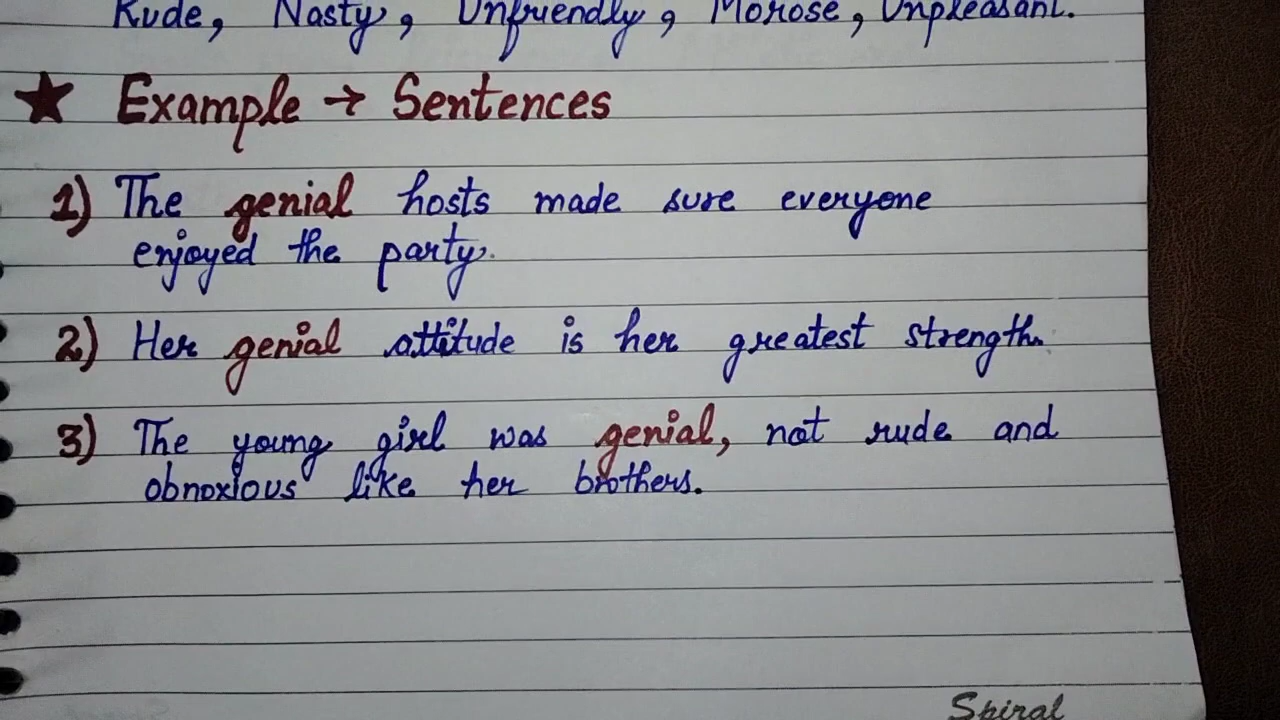 Rude, Nasty, Unfriendly, Morose, Unpleasant.
★ Example → Sentences
1) The genial hosts made sure everyone
enjoyed the party.
2) Her genial attitude is her greatest strength.
3) The young girl was genial, not rude and
obnoxious like her brothers.
Spiral